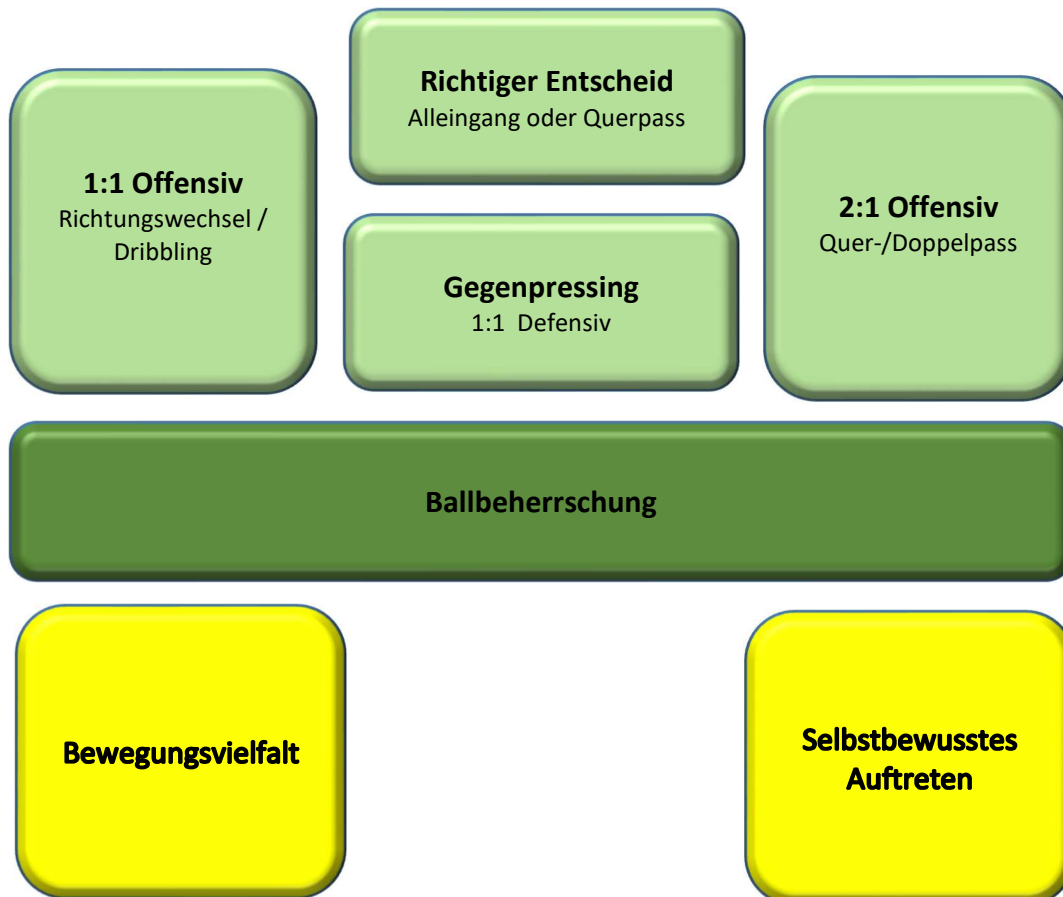 Richtiger Entscheid
Alleingang oder Querpass
1:1 Offensiv
Richtungswechsel /
Dribbling
2:1 Offensiv
Quer-/Doppelpass
Gegenpressing
1:1 Defensiv
Ballbeherrschung
Bewegungsvielfalt
Selbstbewusstes
Auftreten